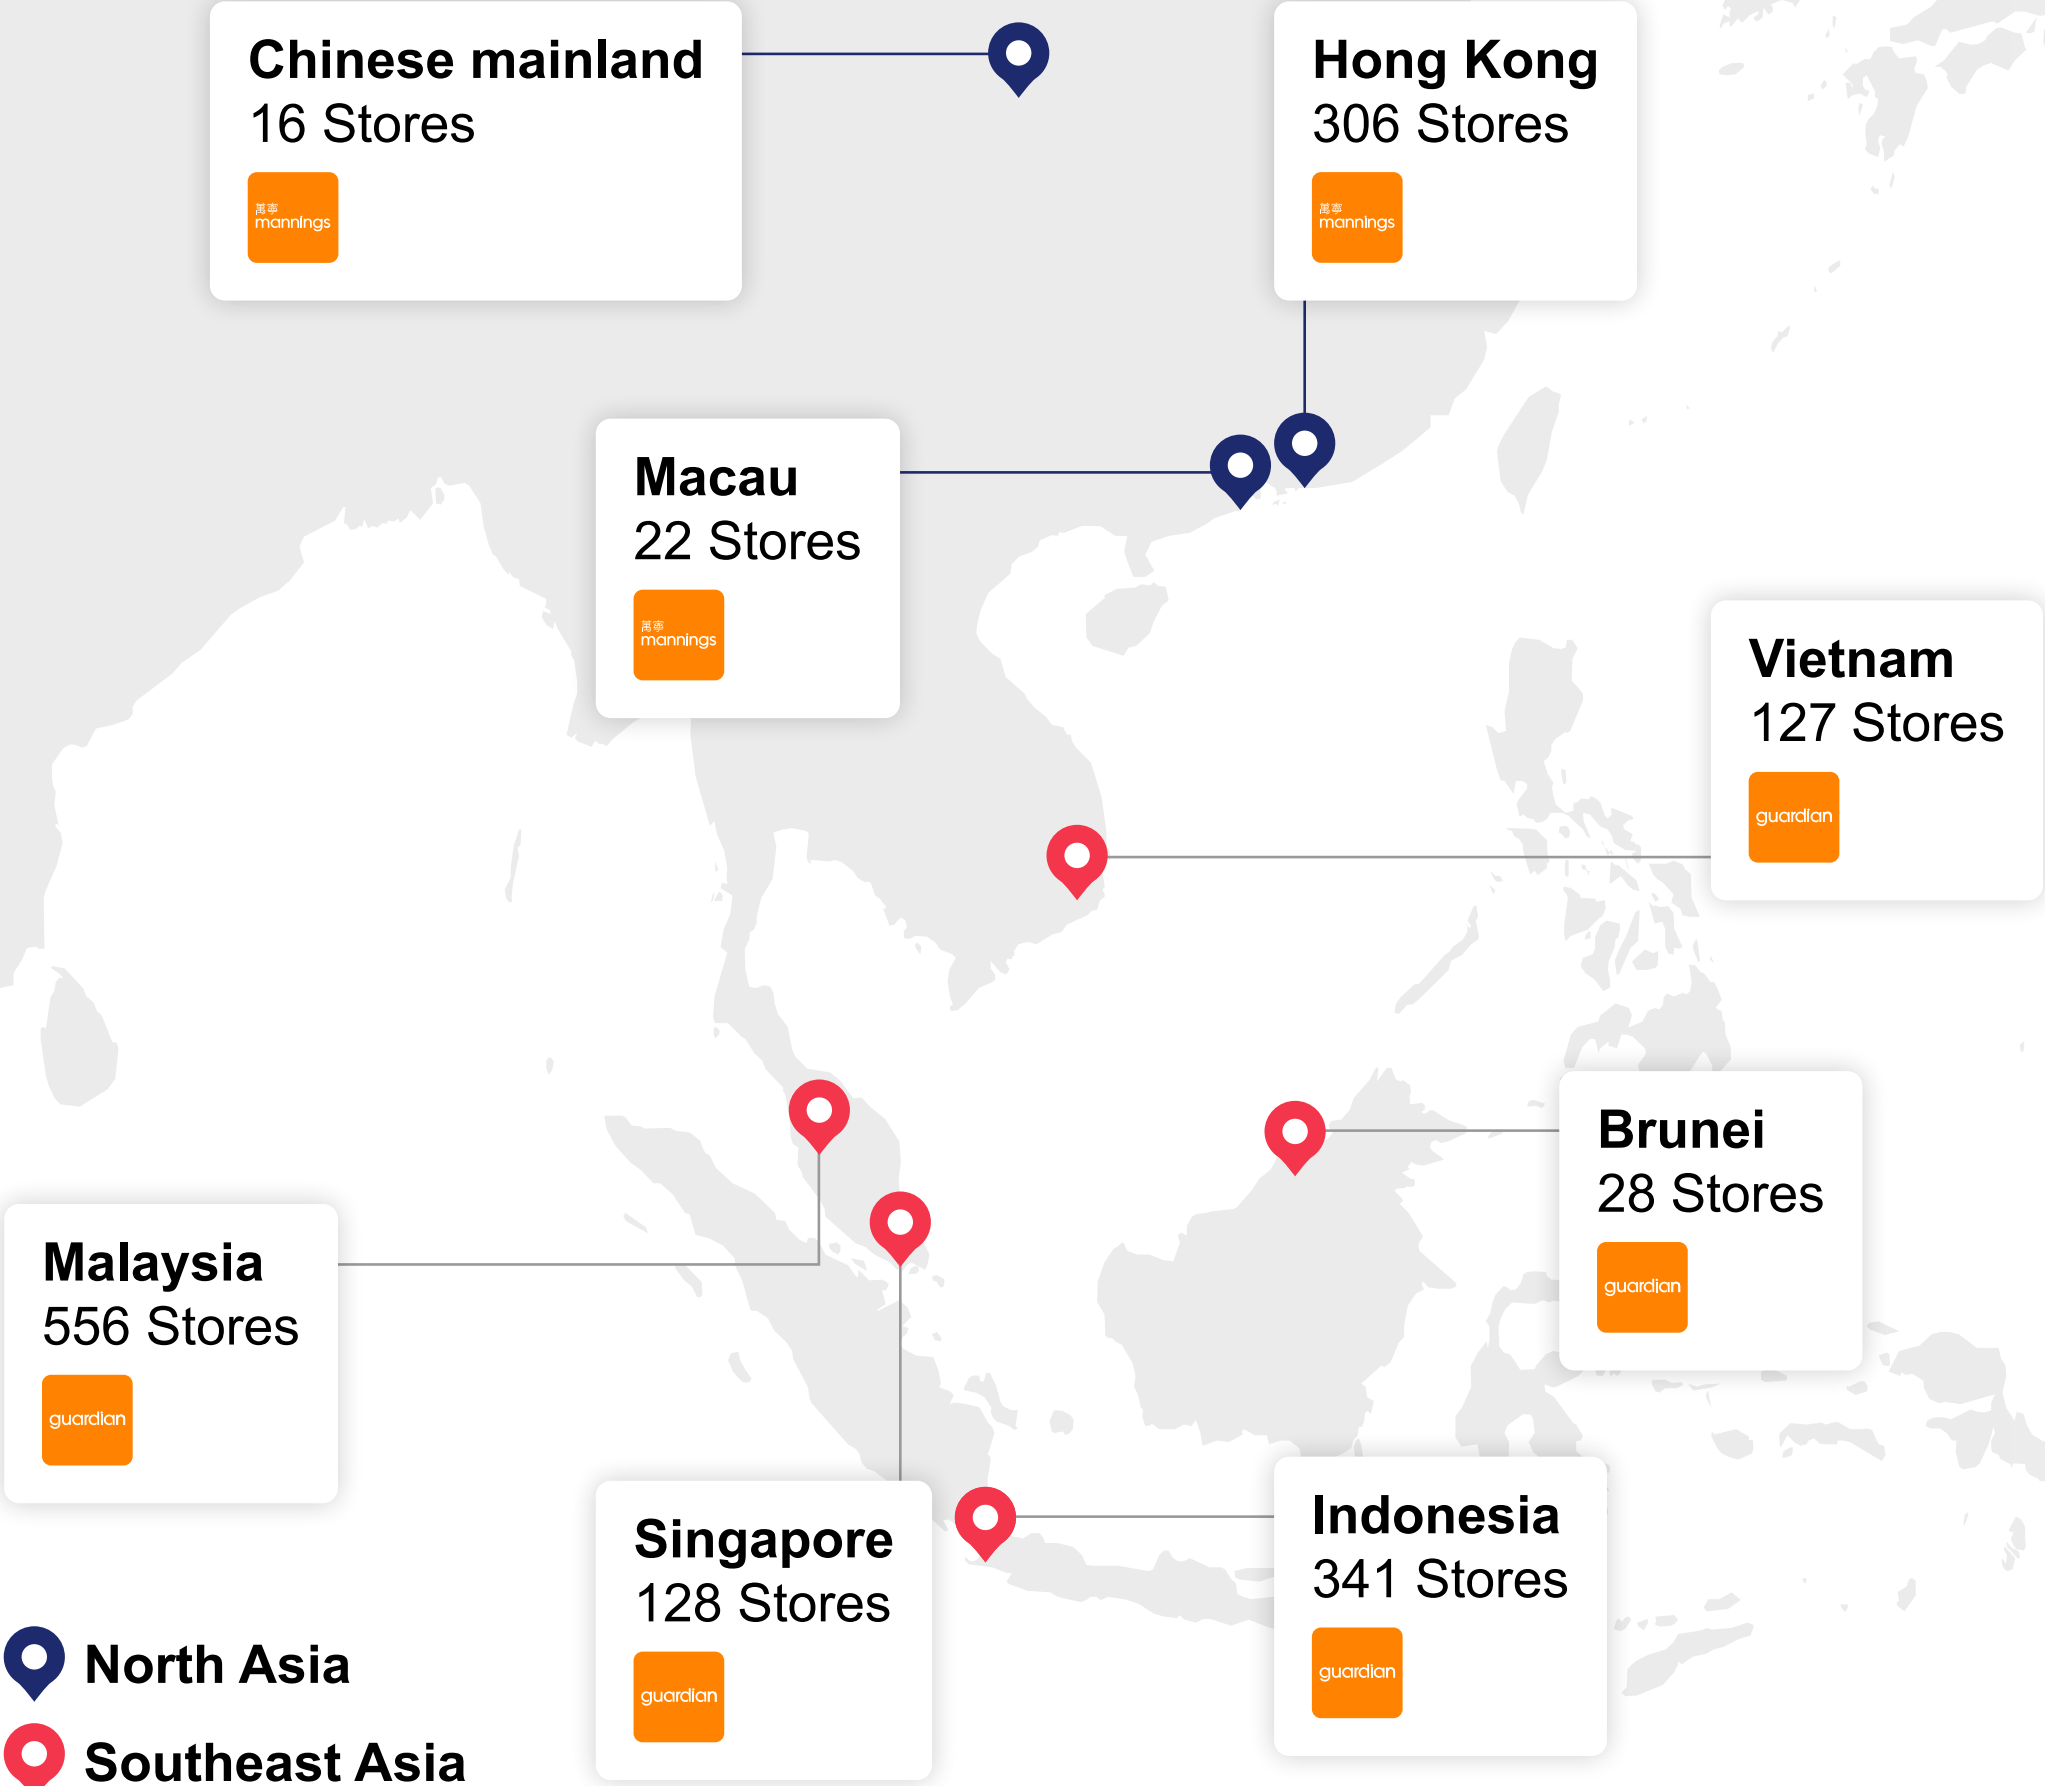 Chinese mainland
16 Stores
萬寧
mannings
Hong Kong
306 Stores
萬寧
mannings
Macau
22 Stores
萬寧
mannings
Vietnam
127 Stores
guardian
Brunei
28 Stores
guardian
Malaysia
556 Stores
guardian
Singapore
128 Stores
guardian
Indonesia
341 Stores
guardian
North Asia
Southeast Asia